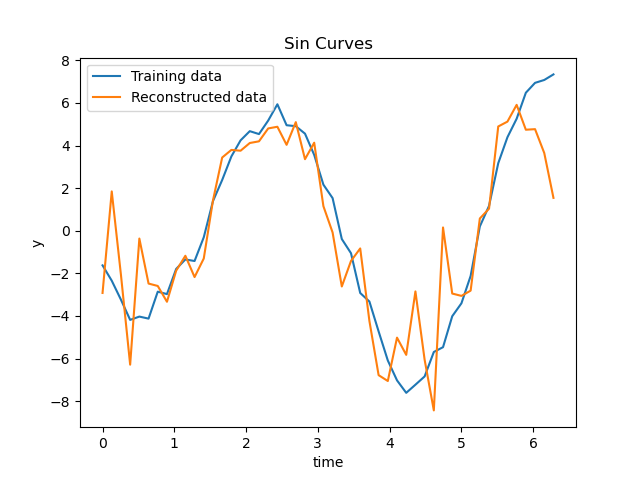 Sin Curves
Training data
Reconstructed data
8
6
4
2
0
−2
−4
−6
−8
y
0 1 2 3 4 5 6
time